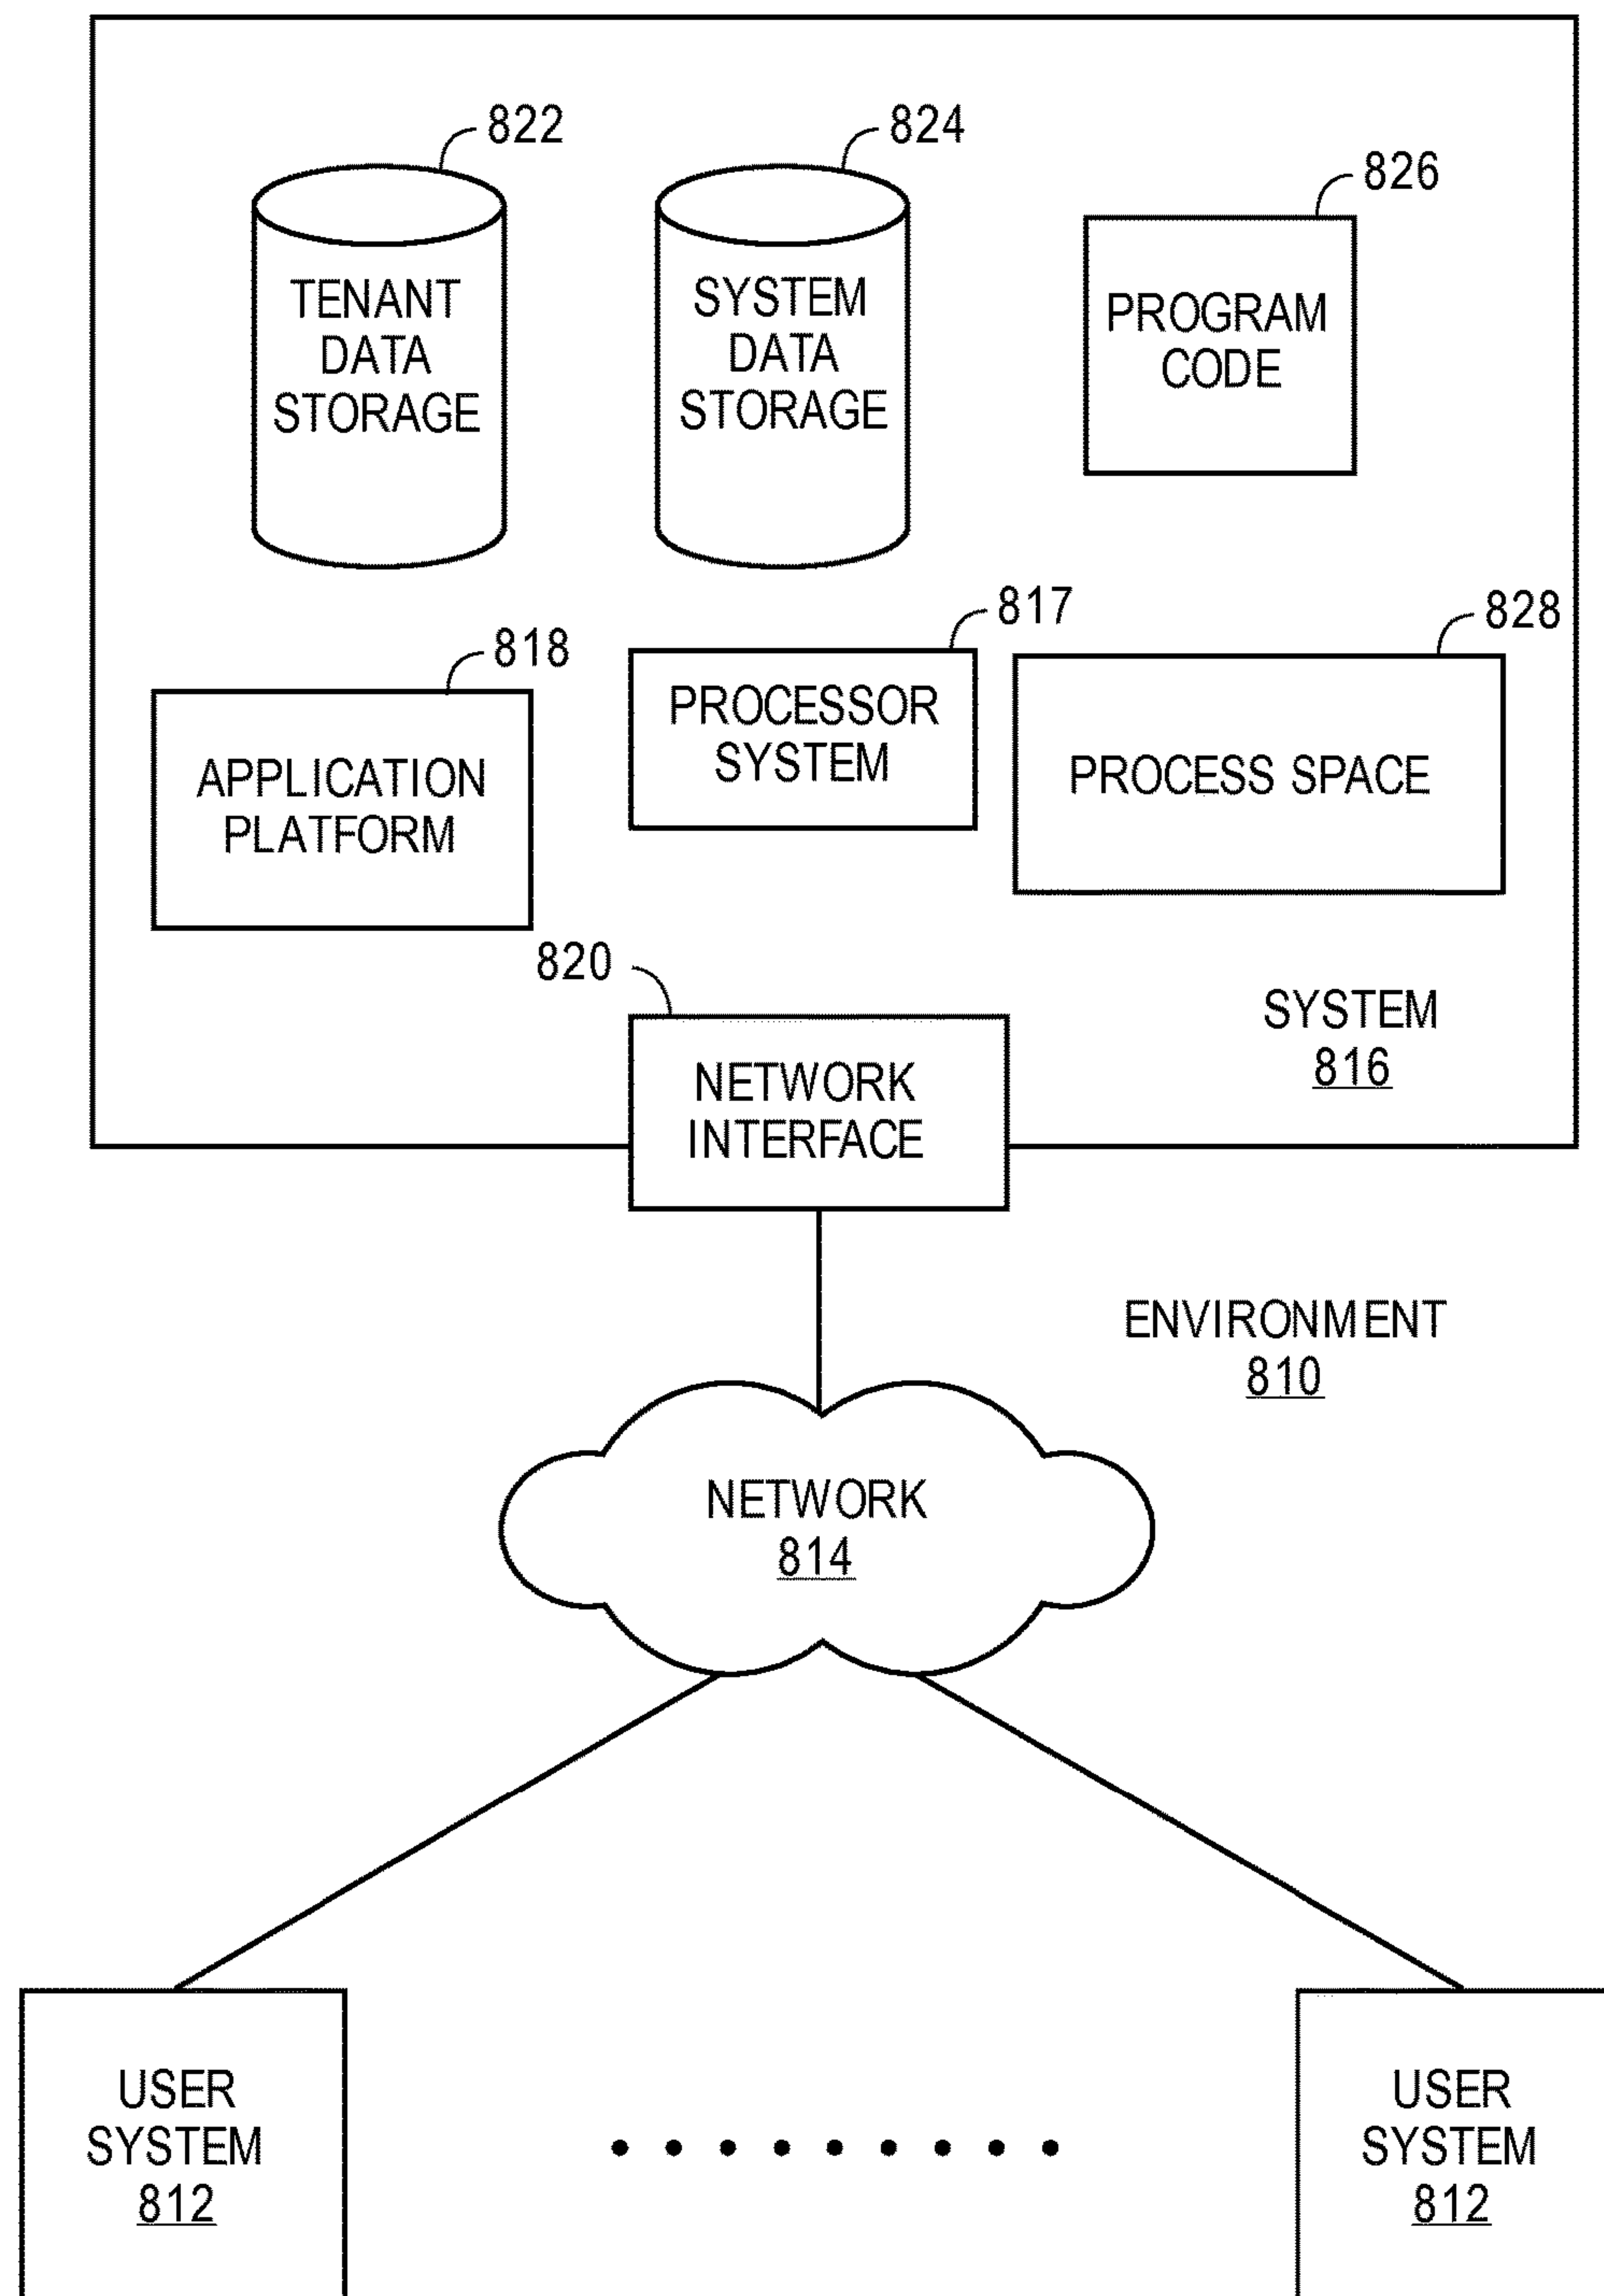 822
824
826
TENANT
DATA
STORAGE
SYSTEM
DATA
STORAGE
PROGRAM
CODE
818
817
828
APPLICATION
PLATFORM
PROCESSOR
SYSTEM
PROCESS SPACE
820
NETWORK
INTERFACE
SYSTEM
816
ENVIRONMENT
810
NETWORK
814
USER
SYSTEM
812
USER
SYSTEM
812